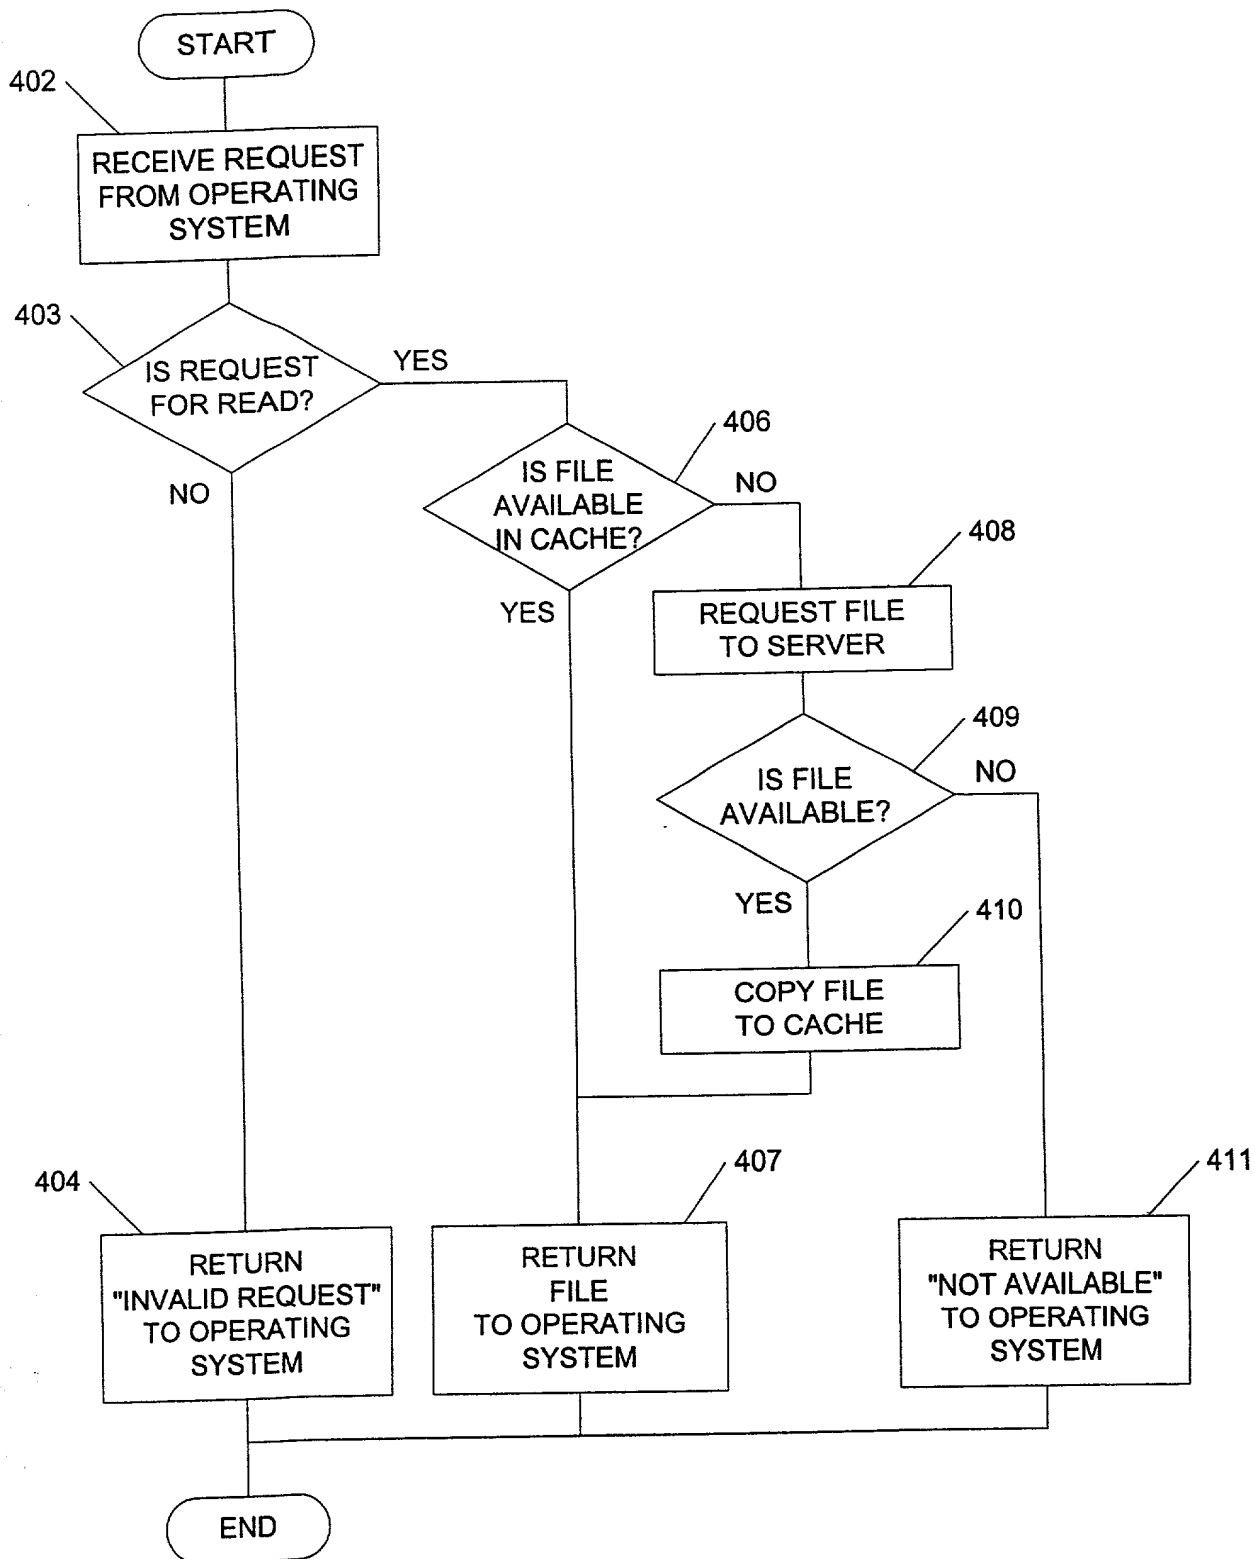 START
402
RECEIVE REQUEST
FROM OPERATING
SYSTEM
403
IS REQUEST
FOR READ?
YES
NO
406
IS FILE
AVAILABLE
IN CACHE?
NO
YES
408
REQUEST FILE
TO SERVER
409
IS FILE
AVAILABLE?
NO
YES
410
COPY FILE
TO CACHE
404
RETURN
"INVALID REQUEST"
TO OPERATING
SYSTEM
407
RETURN
FILE
TO OPERATING
SYSTEM
411
RETURN
"NOT AVAILABLE"
TO OPERATING
SYSTEM
END